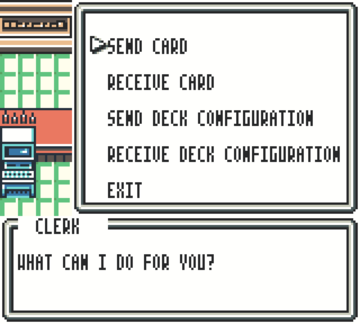 SEND CARD
RECEIVE CARD
SEND DECK CONFIGURATION
RECEIVE DECK CONFIGURATION
EXIT
CLERK
WHAT CAN I DO FOR YOU?